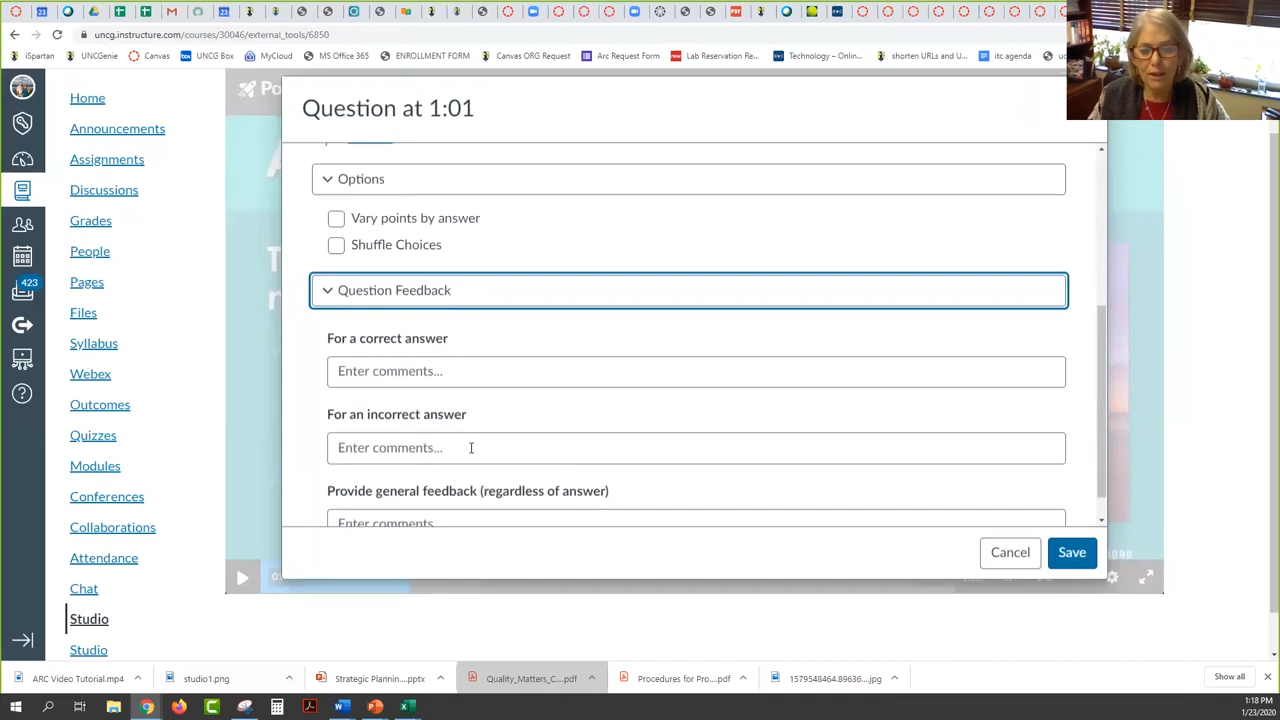 uncg.instructure.com/courses/30046/external_tools/6850
iSpartan UNCGenie Canvas UNC Box MyCloud MS Office 365 ENROLLMENT FORM Canvas ORG Request Arc Request Form Lab Reservation Re... Technology – Onlin... shorten URLs u and U... itc agenda
Home
Announcements
Assignments
Discussions
Grades
People
Pages
423
Files
Syllabus
Webex
Outcomes
Quizzes
Modules
Conferences
Collaborations
Attendance
Chat
Studio
Studio
Question at 1:01
Options
Vary points by answer
Shuffle Choices
Question Feedback
For a correct answer
Enter comments...
For an incorrect answer
Enter comments...
Provide general feedback (regardless of answer)
Enter comments
Cancel Save
ARC Video Tutorial.mp4 studio1.png Strategic Plannin....pptx Quality_Matters_C....pdf Procedures for Pro....pdf 1579548464.89636....jpg Show all
1:18 PM
1/23/2020